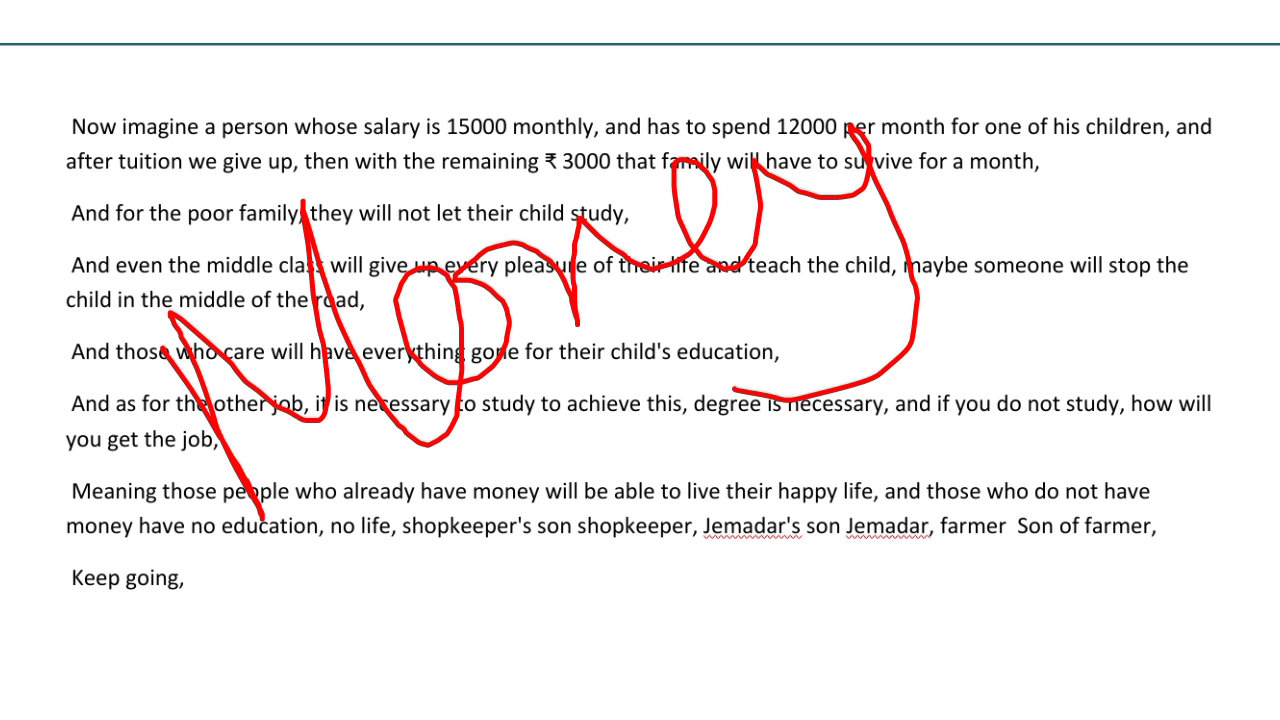 Now imagine a person whose salary is 15000 monthly, and has to spend 12000 per month for one of his children, and
after tuition we give up, then with the remaining ₹ 3000 that family will have to survive for a month,
And for the poor family, they will not let their child study,
And even the middle class will give up every pleasure of their life and teach the child, maybe someone will stop the
child in the middle of the road,
And those who care will have everything gone for their child's education,
And as for the other job, it is necessary to study to achieve this, degree is necessary, and if you do not study, how will
you get the job,
Meaning those people who already have money will be able to live their happy life, and those who do not have
money have no education, no life, shopkeeper's son shopkeeper, Jemadar's son Jemadar, farmer  Son of farmer,
Keep going,
Money